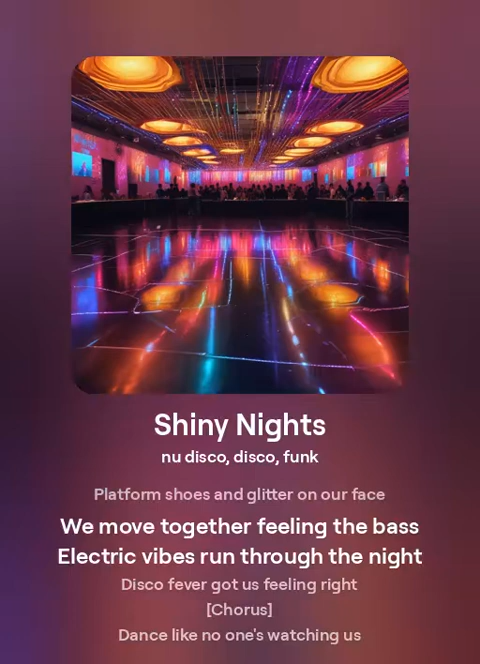 Shiny Nights
nu disco, disco, funk
Platform shoes and glitter on our face
We move together feeling the bass
Electric vibes run through the night
Disco fever got us feeling right
[Chorus]
Dance like no one's watching us